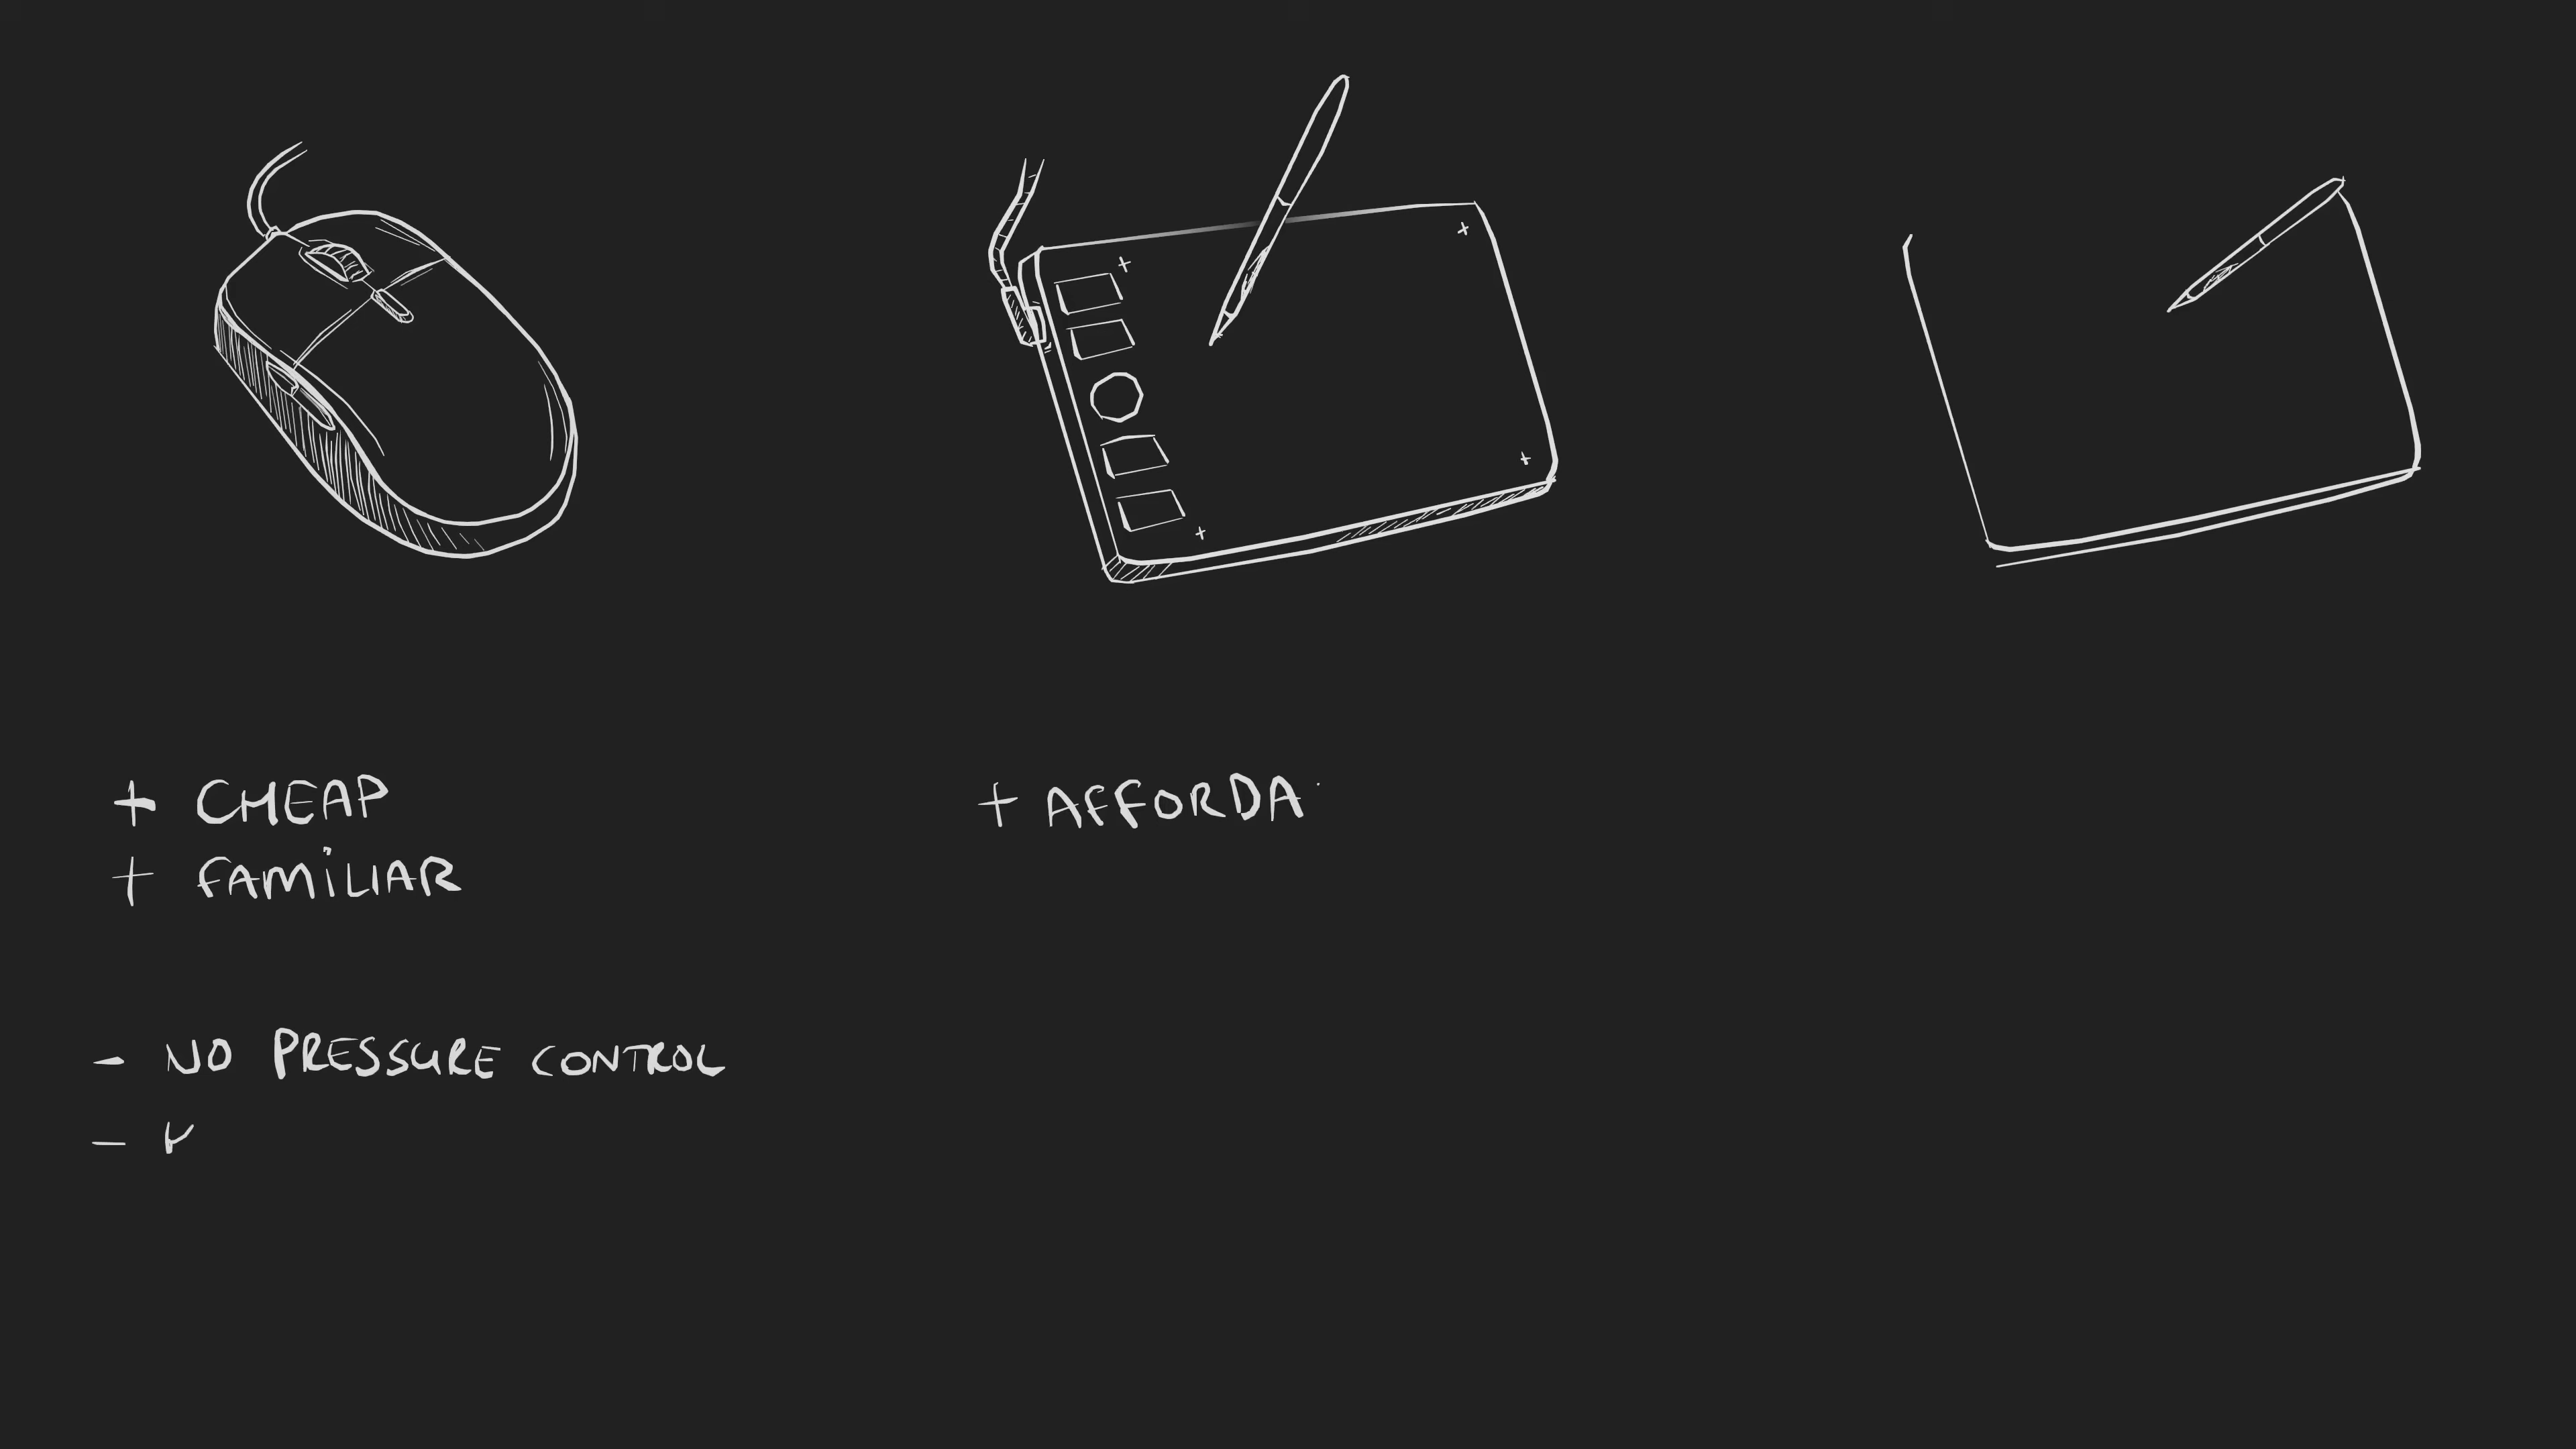 + CHEAP
+ FAMILIAR
- NO PRESSURE CONTROL
-
+ AFFORDA